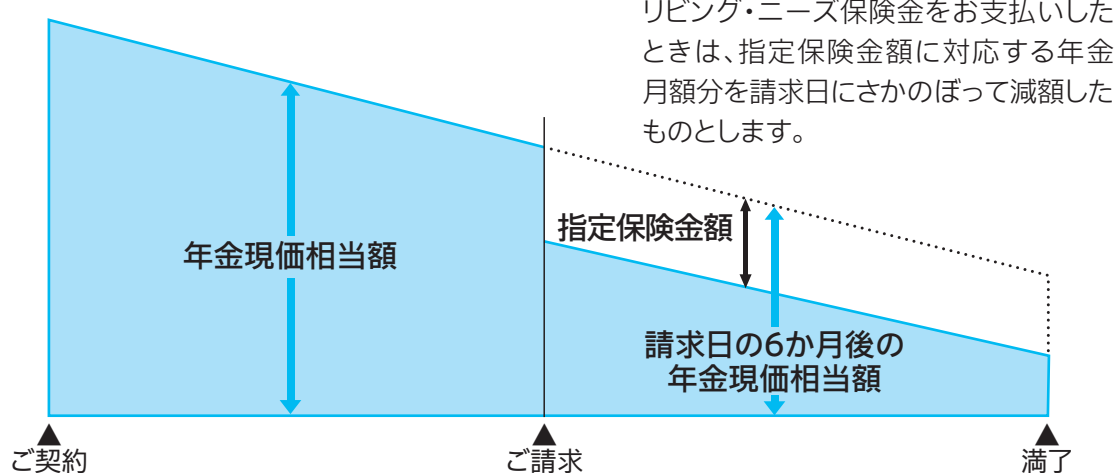 リビング・ニーズ保険金をお支払いした
ときは、指定保険金額に対応する年金
月額分を請求日にさかのぼって減額した
ものとします。
指定保険金額
年金現価相当額
請求日の6か月後の
年金現価相当額
▲ ▲ ▲
ご契約 ご請求 満了